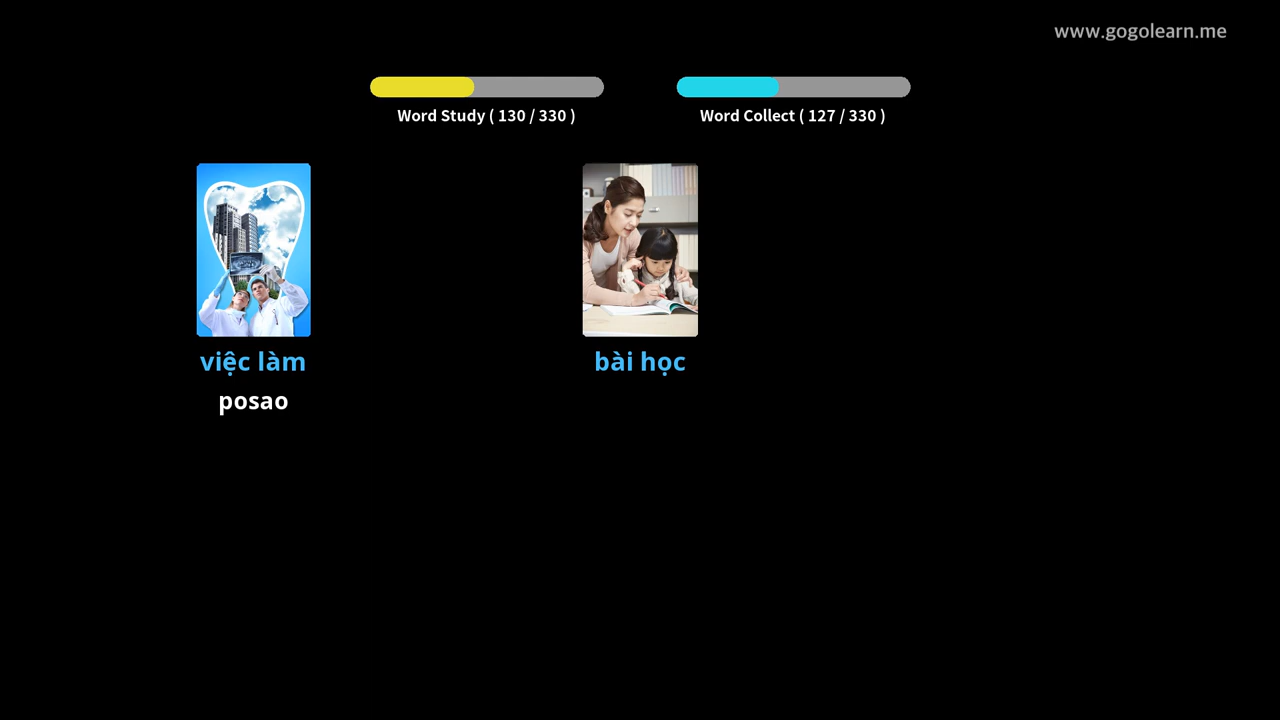 www.gogolearn.me
Word Study ( 130 / 330 )
Word Collect ( 127 / 330 )
việc làm
posao
bài học